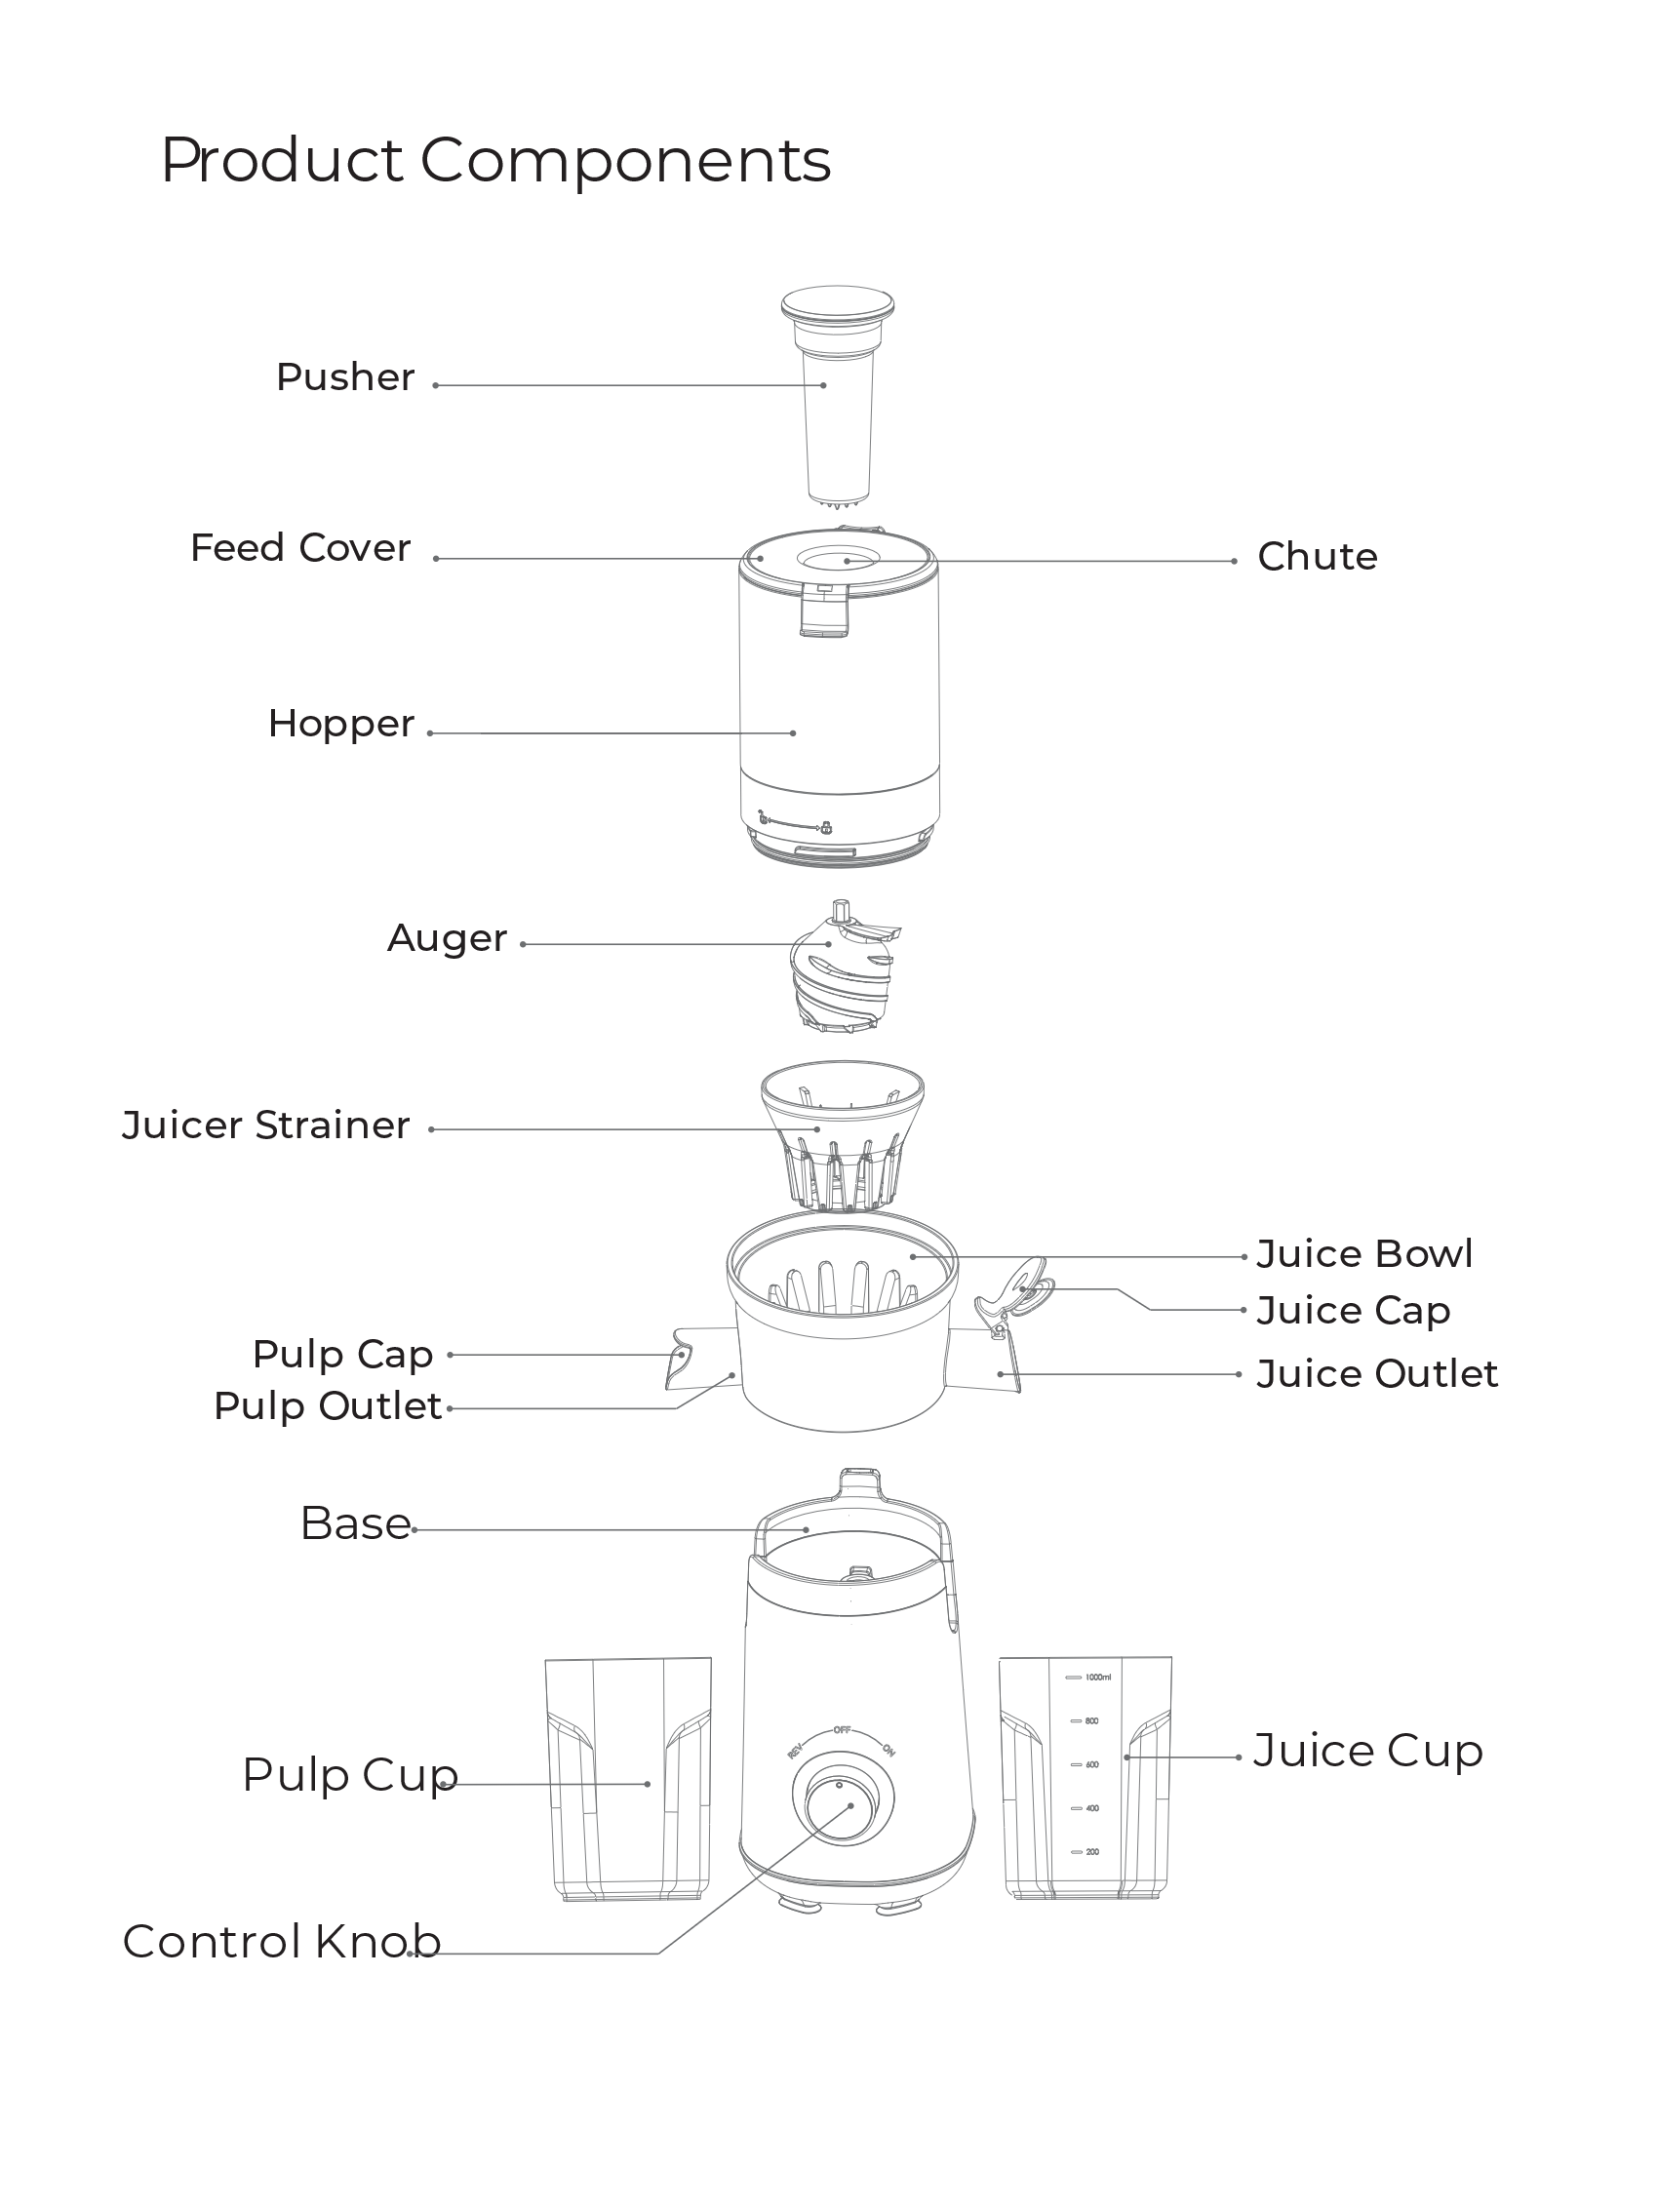 Product Components
Pusher
Feed Cover
Chute
Hopper
Auger
Juicer Strainer
Juice Bowl
Juice Cap
Pulp Cap
Juice Outlet
Pulp Outlet
Base
1000ml
800
OFF
REV
ON
Juice Cup
600
Pulp Cup
400
200
Control Knob